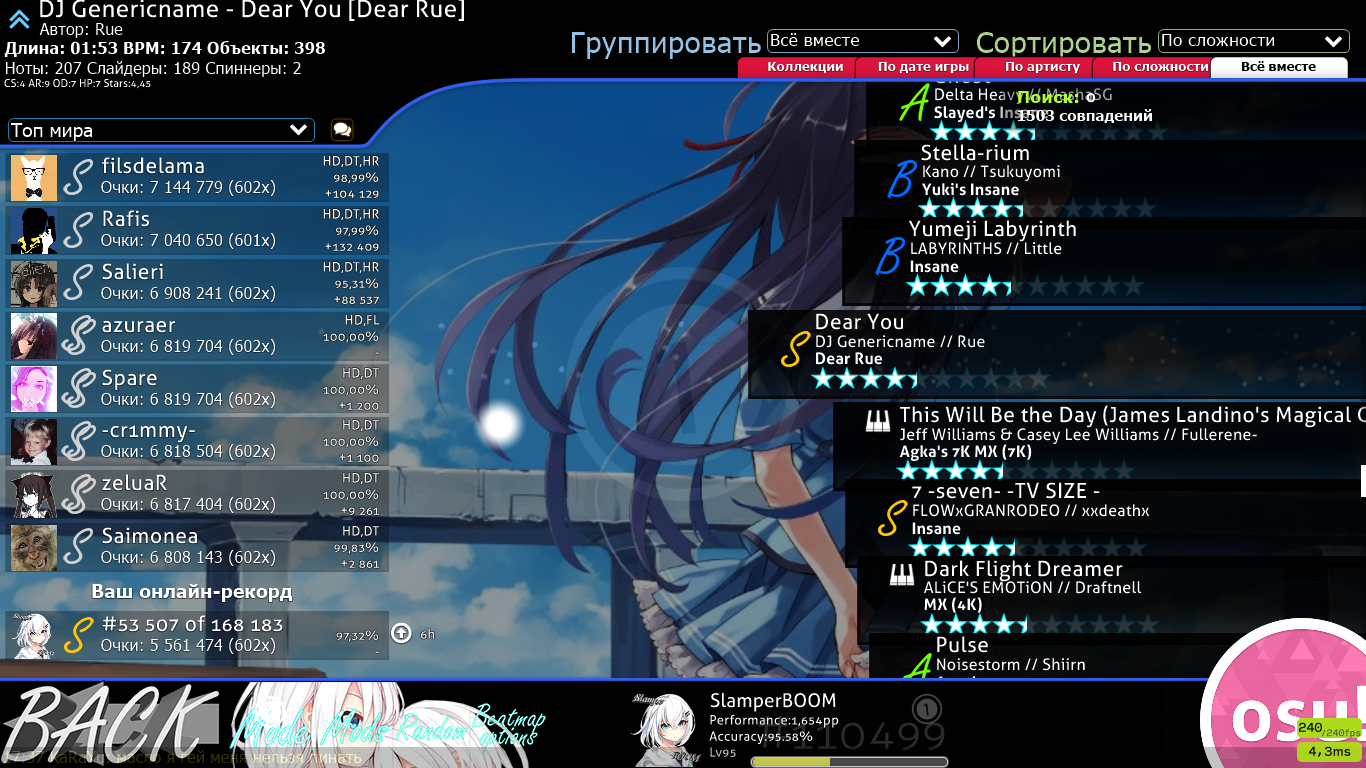 DJ Genericname - Dear You [Dear Rue]
Автор: Rue
Длина: 01:53 BPM: 174 Объекты: 398
Ноты: 207 Слайдеры: 189 Спиннеры: 2
CS:4 AR:9 OD:7 HP:7 Stars:4,45
Группировать Всё вместе Сортировать По сложности
Коллекции По дате игры По артисту По сложности Всё вместе
Топ мира
filsdelama
Очки: 7 144 779 (602x)
HD,DT,HR
98,99%
+104 129
Rafis
Очки: 7 040 650 (601x)
HD,DT,HR
97,99%
+132 409
Salieri
Очки: 6 908 241 (602x)
HD,DT,HR
95,31%
+88 537
azuraer
Очки: 6 819 704 (602x)
HD,FL
100,00%
-
Spare
Очки: 6 819 704 (602x)
HD,DT
100,00%
+1 200
-cr1mmy-
Очки: 6 818 504 (602x)
HD,DT
100,00%
+1 100
zeluaR
Очки: 6 817 404 (602x)
HD,DT
100,00%
+9 261
Saimonea
Очки: 6 808 143 (602x)
HD,DT
99,83%
+2 861
Ваш онлайн-рекорд
#53 507 of 168 183
Очки: 5 561 474 (602x)
97,32%
-
6h
Поиск:
1503 совпадений
A
Delta Heavy // MashaSG
Slayed's Insane
B
Stella-rium
Kano // Tsukuyomi
Yuki's Insane
B
Yumeji Labyrinth
LABYRINTHS // Little
Insane
S
Dear You
DJ Genericname // Rue
Dear Rue
This Will Be the Day (James Landino's Magical
Jeff Williams & Casey Lee Williams // Fullerene-
Agka's 7K MX (7K)
S
7 -seven- -TV SIZE -
FLOWxGRANRODEO // xxdeathx
Insane
Dark Flight Dreamer
ALiCE'S EMOTiON // Draftnell
MX (4K)
A
Pulse
Noisestorm // Shiirn
BACK
Mode Mods Random Beatmap options
SlamperBOOM
Performance:1,654pp
Accuracy:95.58%
Lv95
#110499
1
osu
240/240fps
4,3ms